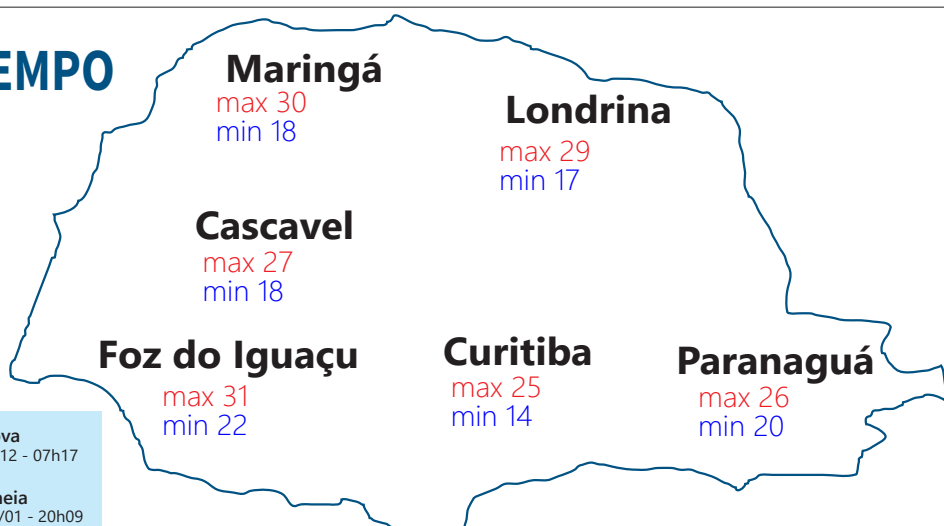 EMPO
Maringá
max 30
min 18
Londrina
max 29
min 17
Cascavel
max 27
min 18
Foz do Iguaçu
max 31
min 22
Curitiba
max 25
min 14
Paranaguá
max 26
min 20
va
12 - 07h17
eia
/01 - 20h09